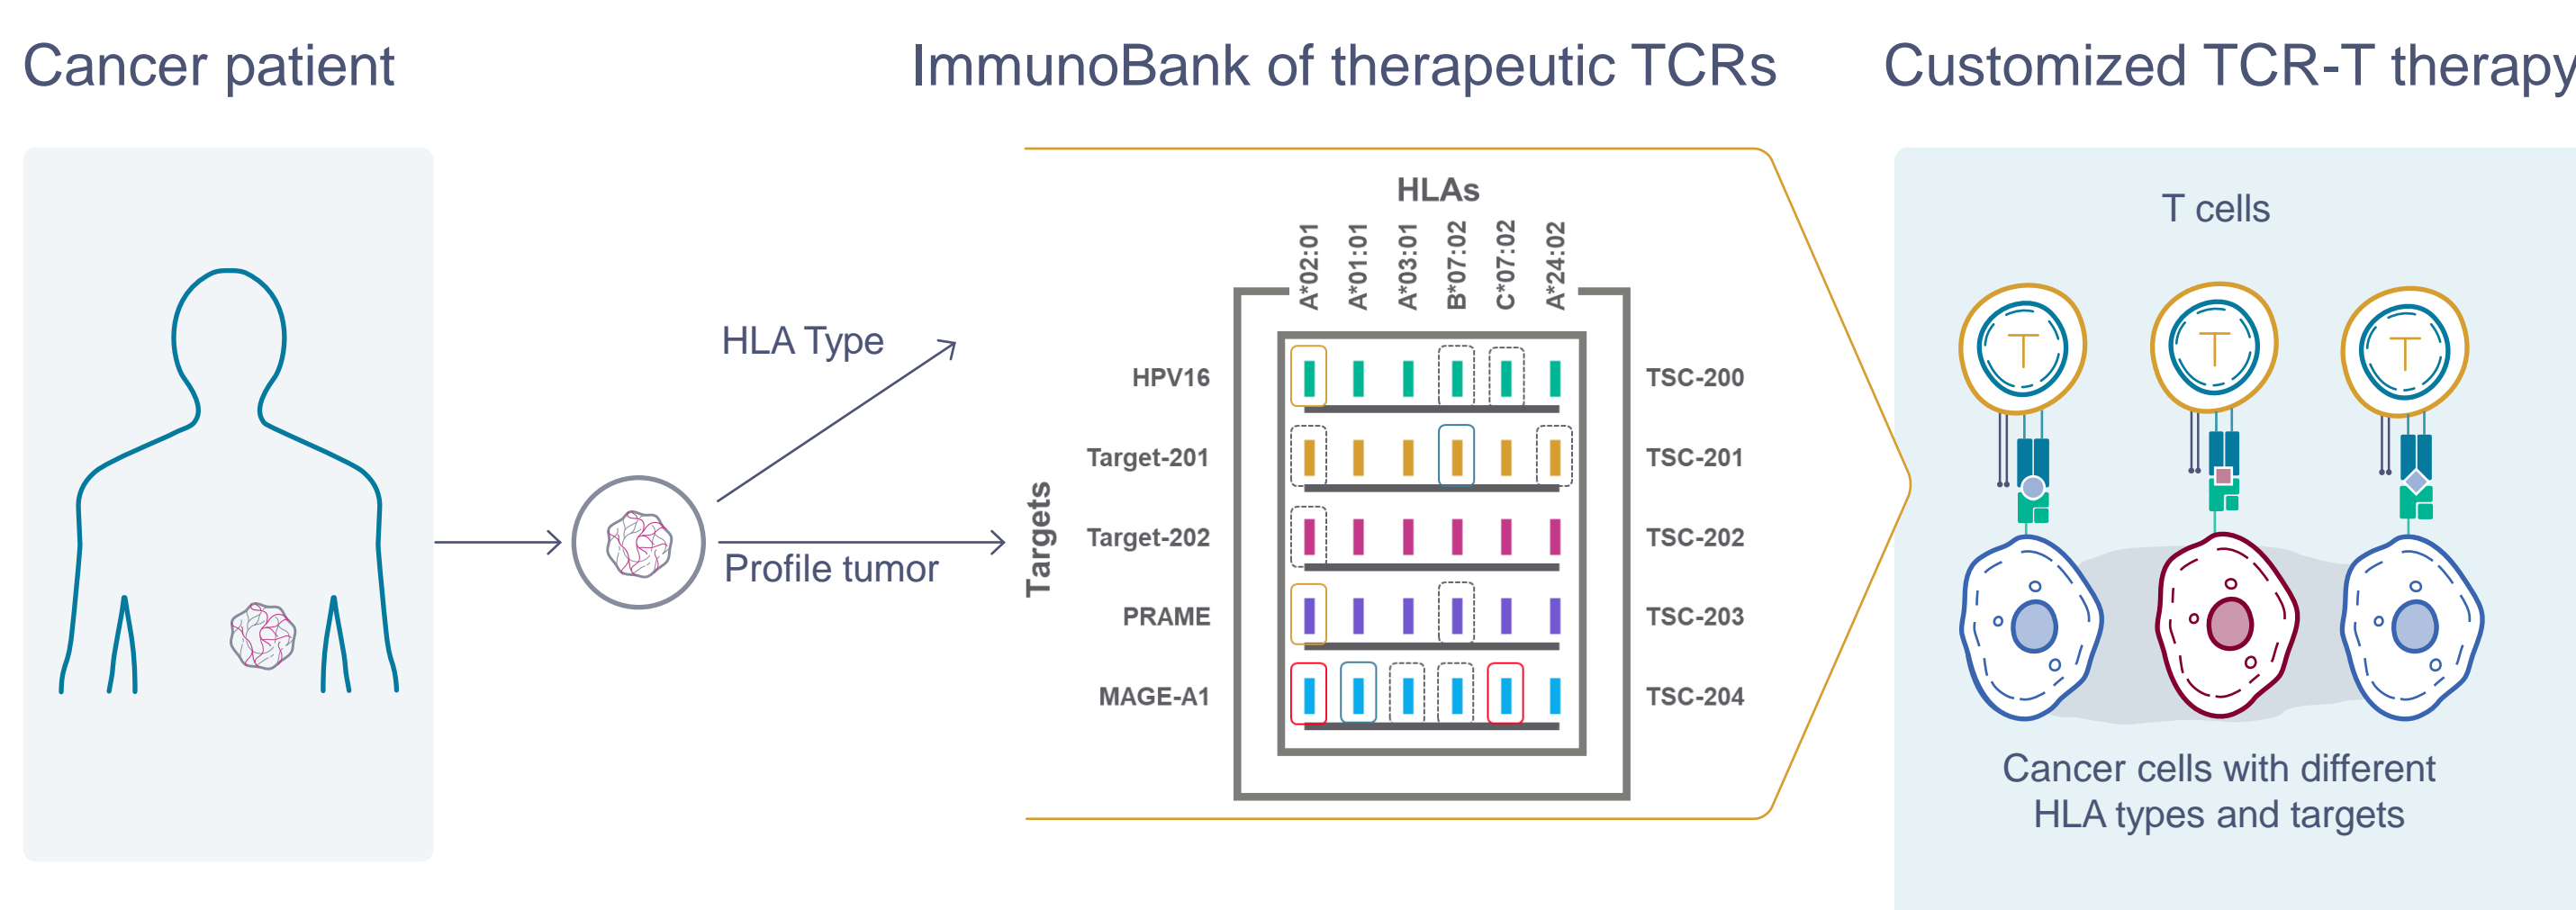 Cancer patient
ImmunoBank of therapeutic TCRs
Customized TCR-T therapy
HLA Type
Profile tumor
HLAs
A*02:01
A*01:01
A*03:01
B*07:02
C*07:02
A*24:02
Targets
HPV16
TSC-200
Target-201
TSC-201
Target-202
TSC-202
PRAME
TSC-203
MAGE-A1
TSC-204
T cells
T
T
T
Cancer cells with different
HLA types and targets